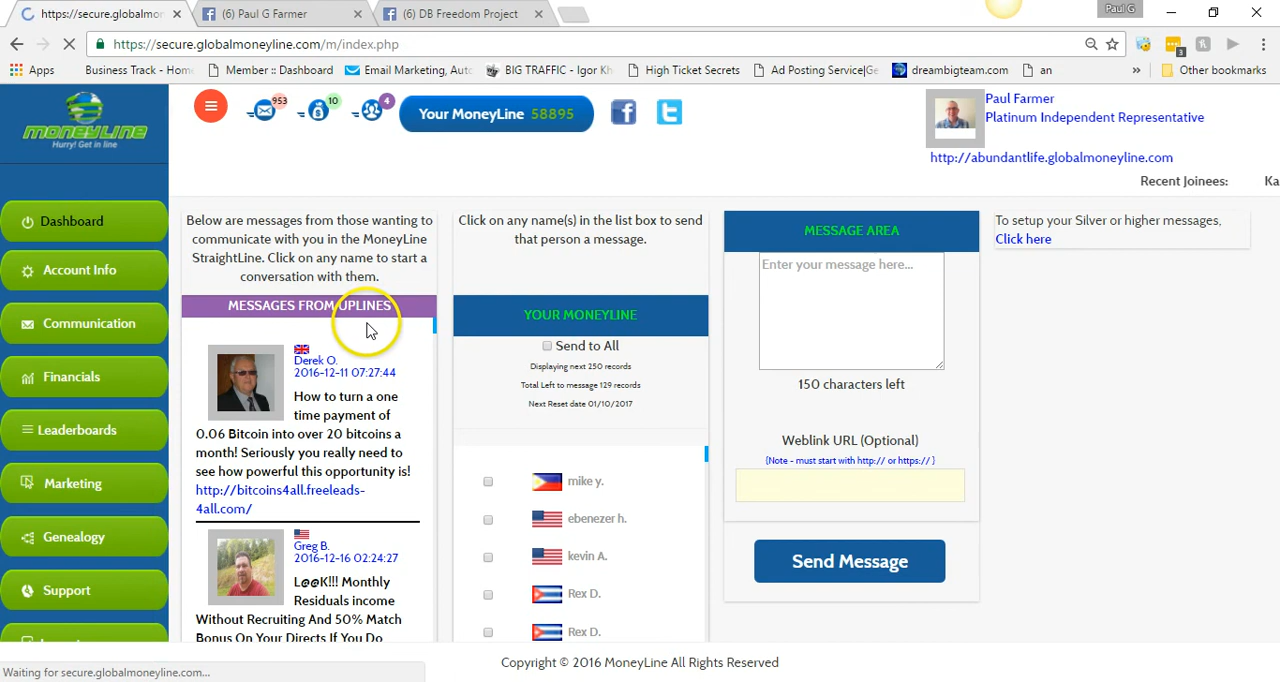 https://secure.globalmon
(6) Paul G Farmer
(6) DB Freedom Project
Paul G
https://secure.globalmoneyline.com/m/index.php
3
Apps
Business Track - Hom
Member :: Dashboard
Email Marketing, Auto
BIG TRAFFIC - Igor Kh
High Ticket Secrets
Ad Posting Service|Ge
dreambigteam.com
an
»
Other bookmarks
MONEYLINE
Hurry! Get in line
953
10
4
Your MoneyLine 58895
Paul Farmer
Platinum Independent Representative
http://abundantlife.globalmoneyline.com
Recent Joinees:
Ka
Dashboard
Account Info
Communication
Financials
Leaderboards
Marketing
Genealogy
Support
Below are messages from those wanting to
communicate with you in the MoneyLine
StraightLine. Click on any name to start a
conversation with them.
MESSAGES FROM UPLINES
Derek O.
2016-12-11 07:27:44
How to turn a one
time payment of
0.06 Bitcoin into over 20 bitcoins a
month! Seriously you really need to
see how powerful this opportunity is!
http://bitcoins4all.freeleads-
4all.com/
Greg B.
2016-12-16 02:24:27
L@@K!!! Monthly
Residuals income
Without Recruiting And 50% Match
Bonus On Your Directs If You Do
Click on any name(s) in the list box to send
that person a message.
YOUR MONEYLINE
Send to All
Displaying next 250 records
Total Left to message 129 records
Next Reset date 01/10/2017
mike y.
ebenezer h.
kevin A.
Rex D.
Rex D.
MESSAGE AREA
Enter your message here...
150 characters left
Weblink URL (Optional)
{Note - must start with http:// or https:// }
Send Message
To setup your Silver or higher messages,
Click here
Copyright © 2016 MoneyLine All Rights Reserved
Waiting for secure.globalmoneyline.com...